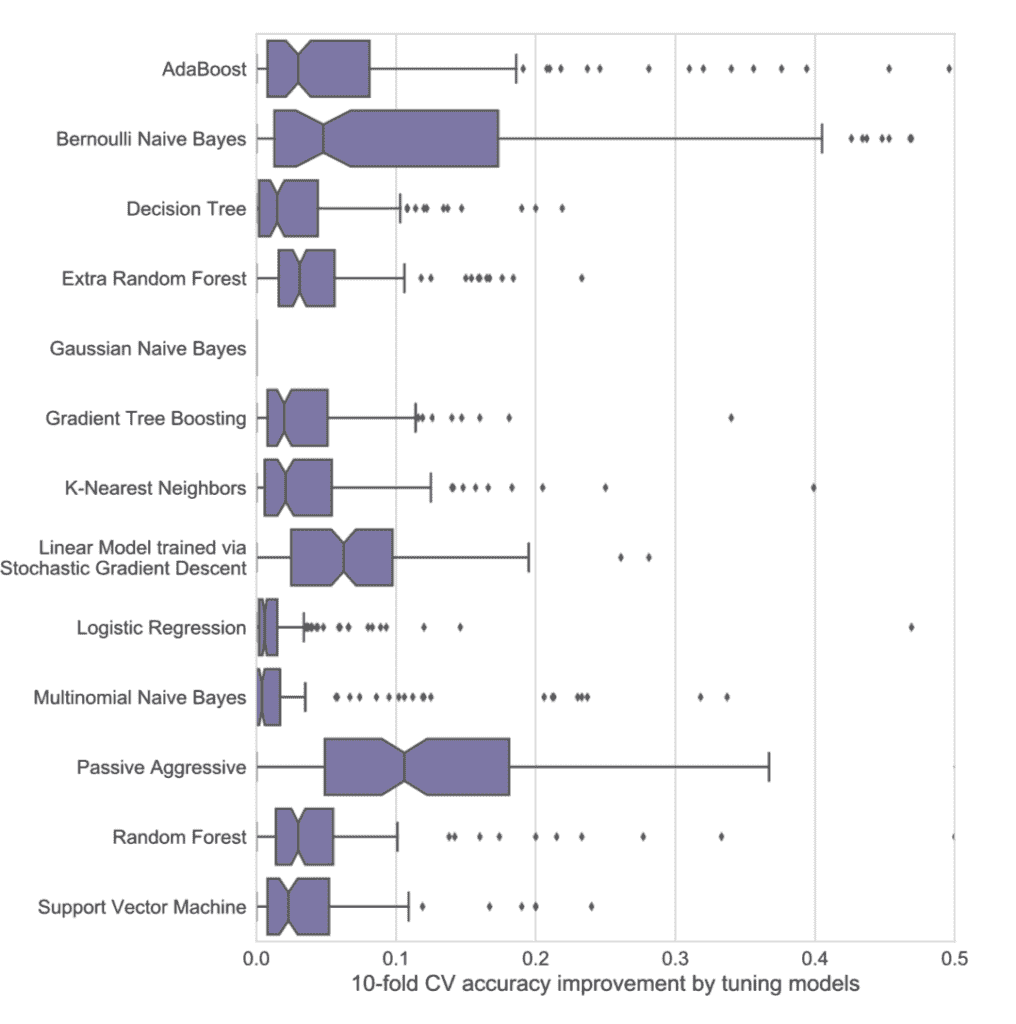 AdaBoost
Bernoulli Naive Bayes
Decision Tree
Extra Random Forest
Gaussian Naive Bayes
Gradient Tree Boosting
K-Nearest Neighbors
Linear Model trained via
Stochastic Gradient Descent
Logistic Regression
Multinomial Naive Bayes
Passive Aggressive
Random Forest
Support Vector Machine
0.0 0.1 0.2 0.3 0.4 0.5
10-fold CV accuracy improvement by tuning models